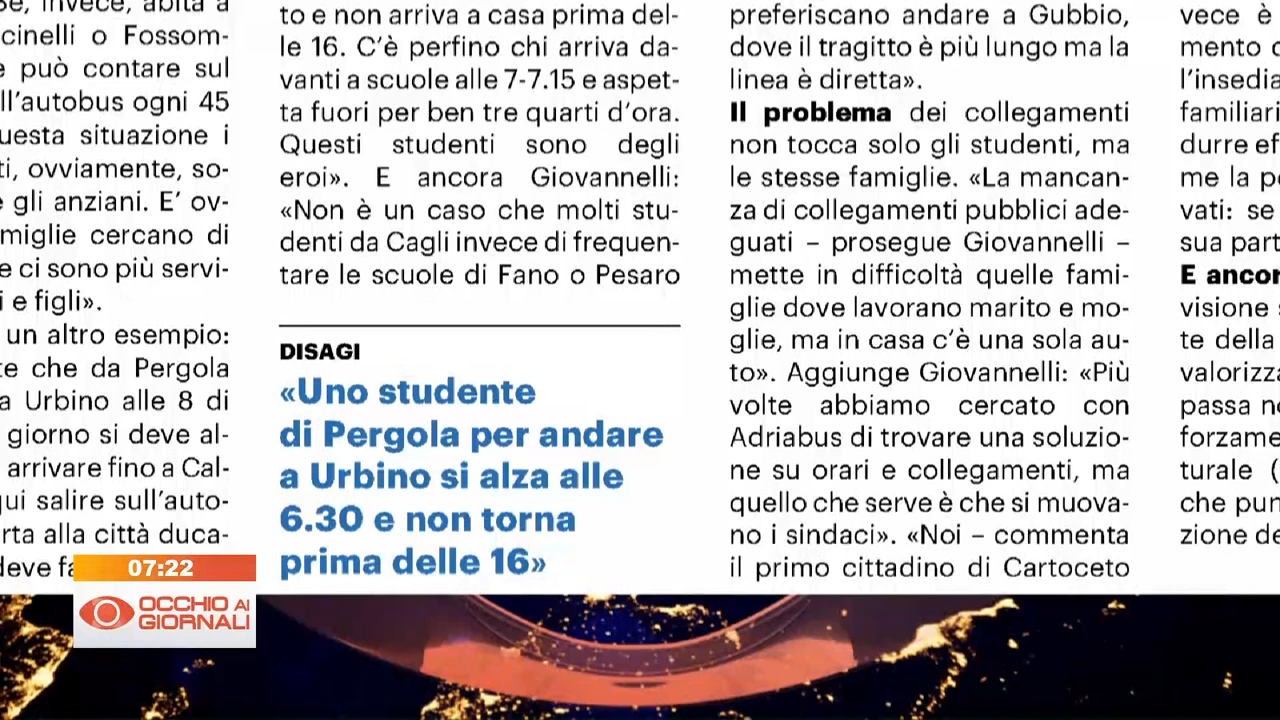 se, invece, abita a
cinelli o Fossom-
e può contare sul
ll'autobus ogni 45
uesta situazione i
ti, ovviamente, so-
e gli anziani. E' ov-
miglie cercano di
e ci sono più servi-
i e figli».
un altro esempio:
te che da Pergola
a Urbino alle 8 di
giorno si deve al-
arrivare fino a Cal-
qui salire sull'auto-
rta alla città duca-
deve fa
to e non arriva a casa prima del-
le 16. C'è perfino chi arriva da-
vanti a scuole alle 7-7.15 e aspet-
ta fuori per ben tre quarti d'ora.
Questi studenti sono degli
eroi». E ancora Giovannelli:
«Non è un caso che molti stu-
denti da Cagli invece di frequen-
tare le scuole di Fano o Pesaro
DISAGI
«Uno studente
di Pergola per andare
a Urbino si alza alle
6.30 e non torna
prima delle 16»
preferiscano andare a Gubbio,
dove il tragitto è più lungo ma la
linea è diretta».
Il problema dei collegamenti
non tocca solo gli studenti, ma
le stesse famiglie. «La mancan-
za di collegamenti pubblici ade-
guati – prosegue Giovannelli –
mette in difficoltà quelle fami-
glie dove lavorano marito e mo-
glie, ma in casa c'è una sola au-
to». Aggiunge Giovannelli: «Più
volte abbiamo cercato con
Adriabus di trovare una soluzio-
ne su orari e collegamenti, ma
quello che serve è che si muova-
no i sindaci». «Noi – commenta
il primo cittadino di Cartoceto
vece è
mento
l'insedia
familiari
durre ef
me la p
vati: se
sua part
E ancor
visione
te della
valorizza
passa n
forzame
turale (
che pun
zione de
07:22
OCCHIO AI
GIORNALI